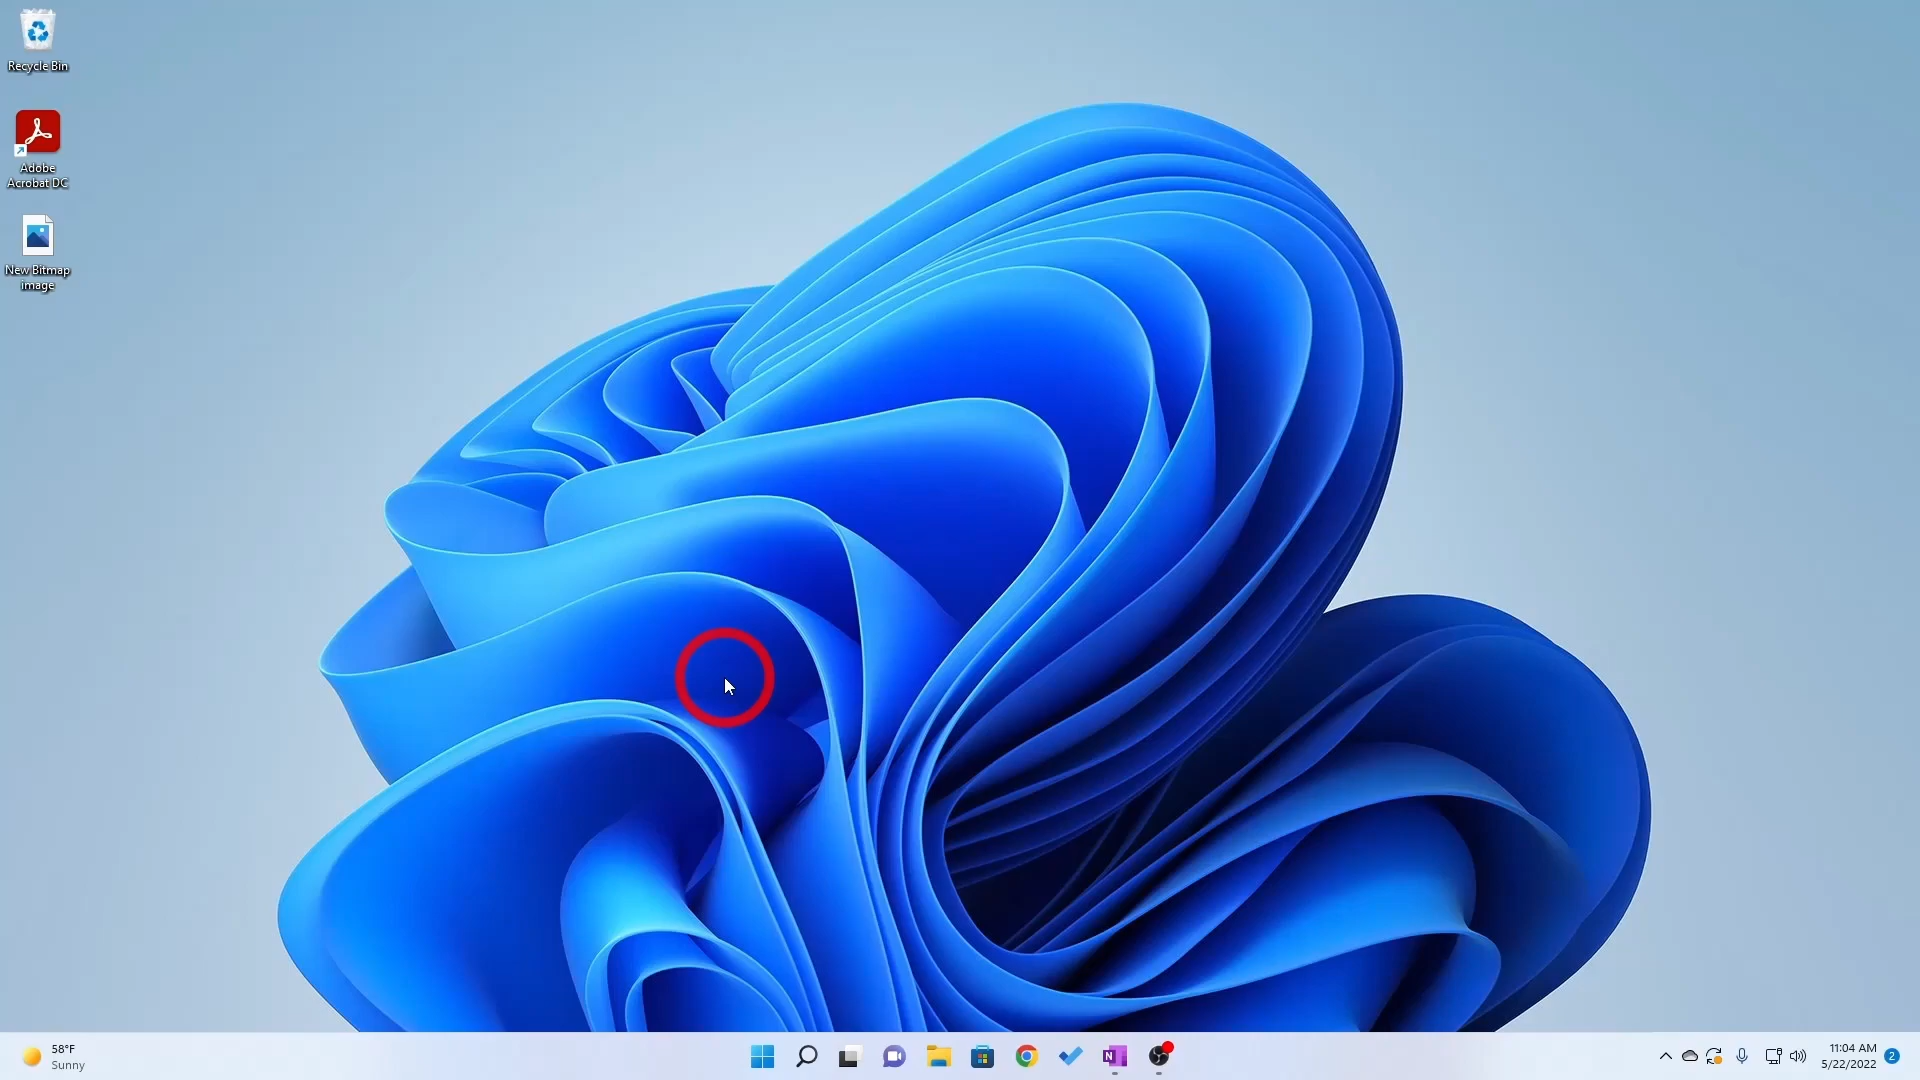 Recycle Bin
Adobe
Acrobat DC
New Bitmap
image
58°F
Sunny
N
11:04 AM
5/22/2022
2